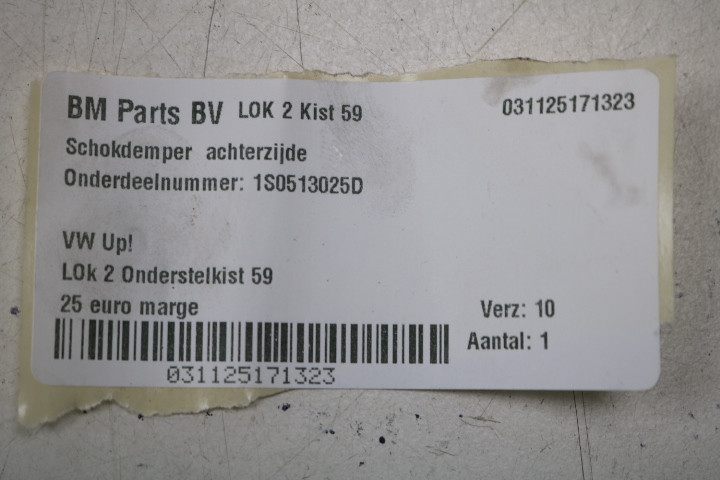 BM Parts BV LOK 2 Kist 59 031125171323
Schokdemper achterzijde
Onderdeelnummer: 1S0513025D
VW Up!
LOk 2 Onderstelkist 59
25 euro marge Verz: 10
Aantal: 1
031125171323